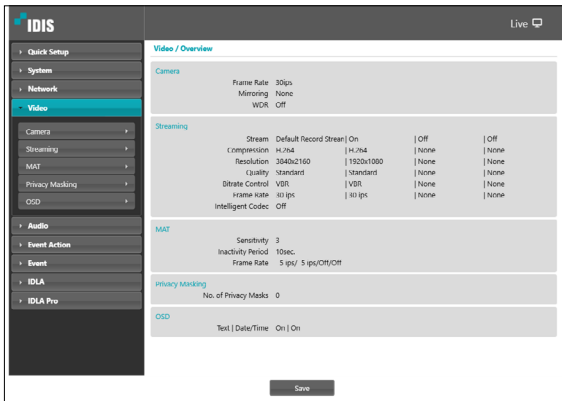 IDIS
Live
Quick Setup
System
Network
Video
Camera
Streaming
MAT
Privacy Masking
OSD
Audio
Event Action
Event
IDLA
IDLA Pro
Video / Overview
Camera
Frame Rate 30ips
Mirroring None
WDR Off
Streaming
Stream Default Record Strean | On | Off | Off
Compression H.264 | H.264 | None | None
Resolution 3840x2160 | 1920x1080 | None | None
Quality Standard | Standard | None | None
Bitrate Control VBR | VBR | None | None
Frame Rate 30 ips | 30 ips | None | None
Intelligent Codec Off
MAT
Sensitivity 3
Inactivity Period 10sec.
Frame Rate 5 ips/ 5 ips/Off/Off
Privacy Masking
No. of Privacy Masks 0
OSD
Text | Date/Time On | On
Save